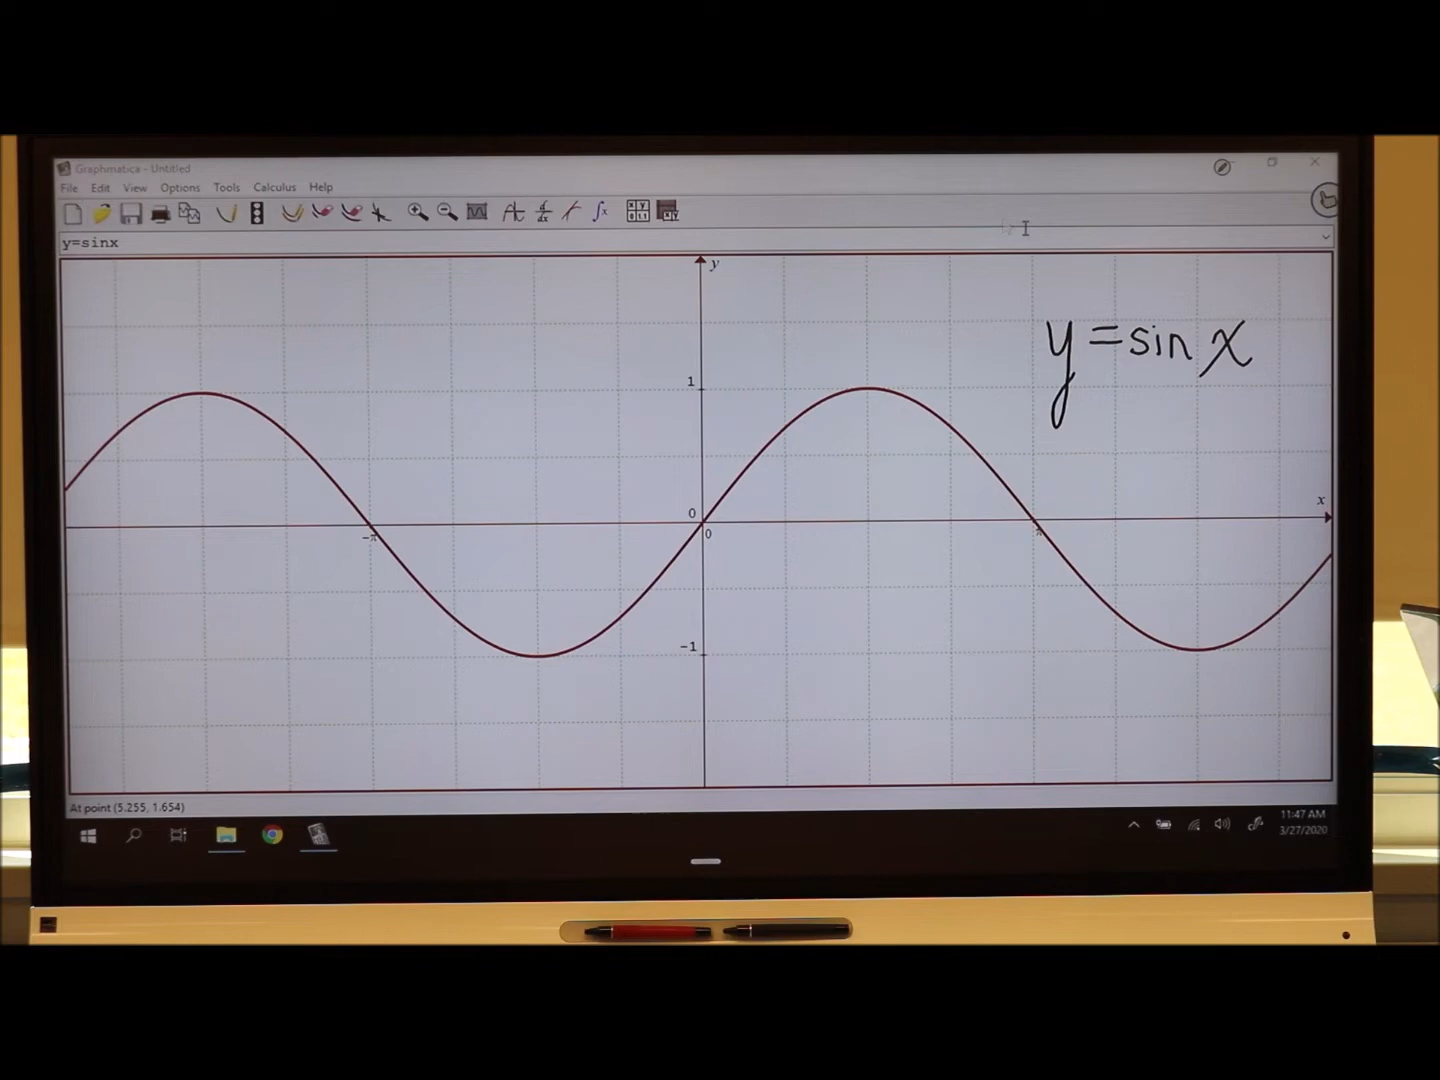 Graphmatica - Untitled
File Edit View Options Tools Calculus Help
y=sinx
y
y = sin x
1
x
0
-π 0 π
-1
At point (5.255, 1.654)
11:47 AM
3/27/2020